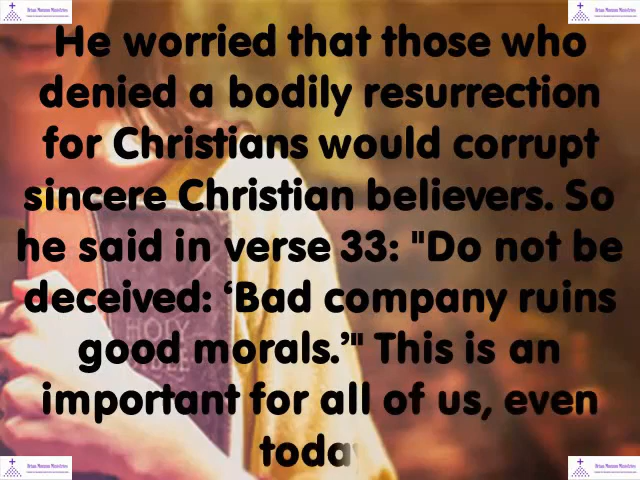 He worried that those who
denied a bodily resurrection
for Christians would corrupt
sincere Christian believers. So
he said in verse 33: "Do not be
deceived: ‘Bad company ruins
good morals.’" This is an
important for all of us, even
today
HOLY
BIBLE